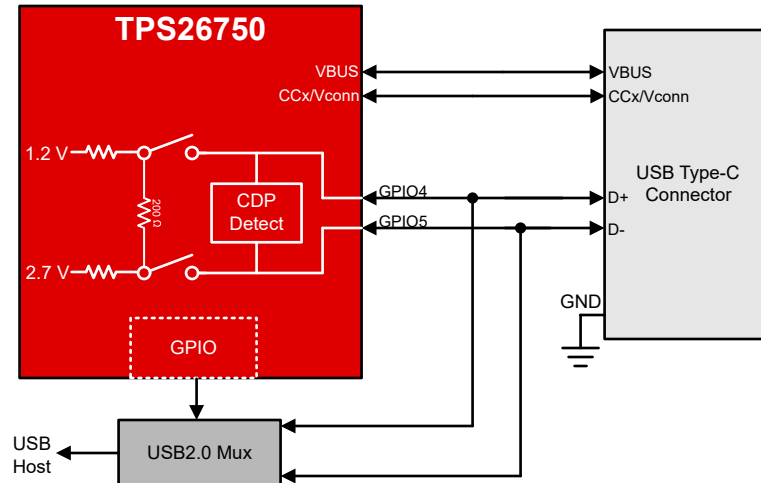 TPS26750
VBUS
CCx/Vconn
VBUS
CCx/Vconn
1.2 V
200 Ω
CDP
Detect
2.7 V
GPIO4
GPIO5
D+
D-
USB Type-C
Connector
GND
GPIO
USB2.0 Mux
USB
Host